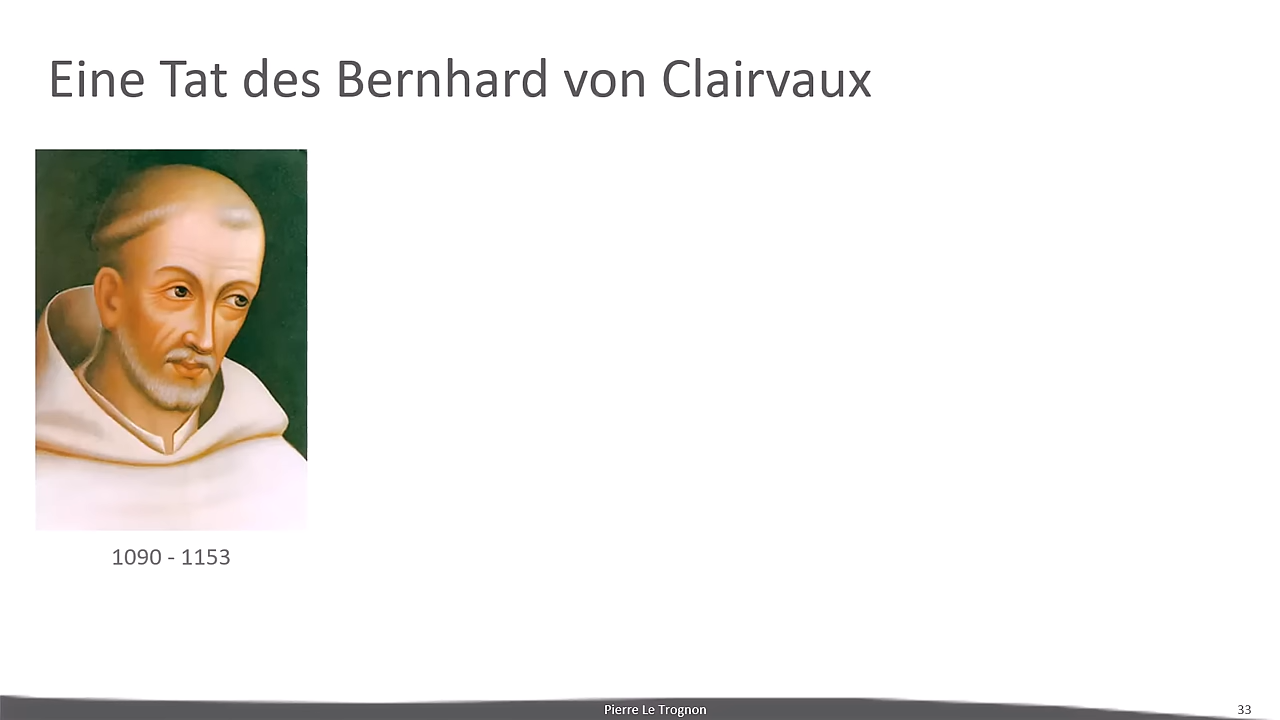 Eine Tat des Bernhard von Clairvaux
1090 - 1153
Pierre Le Trognon
33